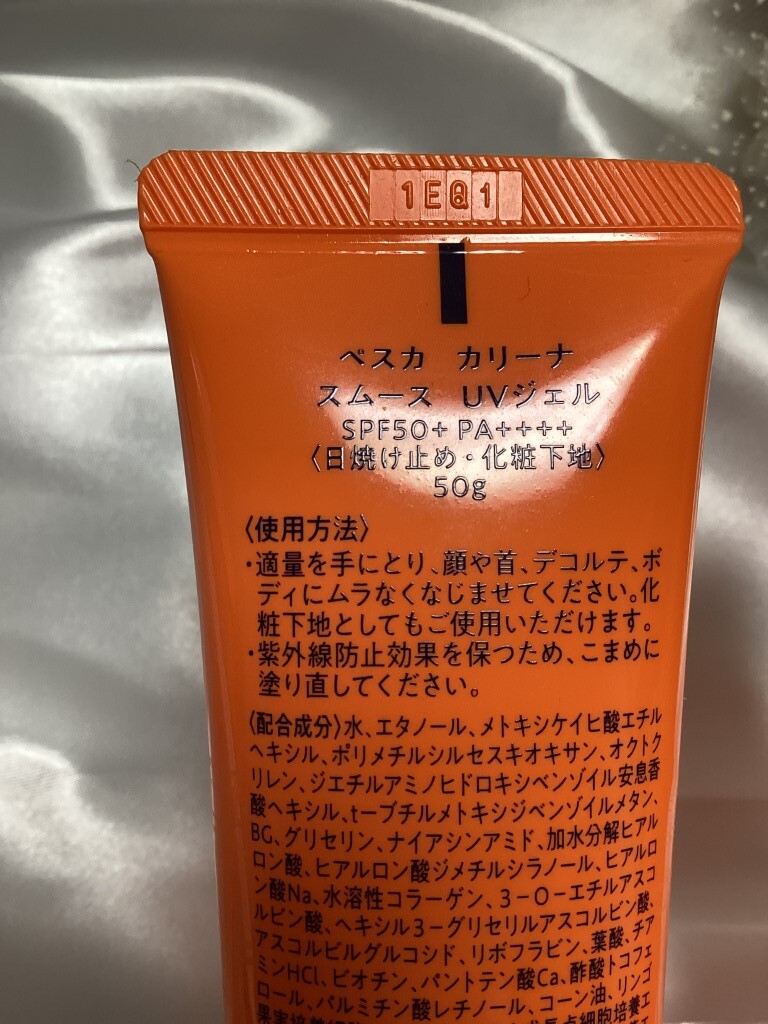 1EQ1
ベスカ カリーナ
スムース UVジェル
SPF50+ PA++++
〈日焼け止め・化粧下地〉
50g
〈使用方法〉
・適量を手にとり、顔や首、デコルテ、ボ
ディにムラなくなじませてください。化
粧下地としてもご使用いただけます。
・紫外線防止効果を保つため、こまめに
塗り直してください。
〈配合成分〉水、エタノール、メトキシケイヒ酸エチル
ヘキシル、ポリメチルシルセスキオキサン、オクトク
リレン、ジエチルアミノヒドロキシベンゾイル安息香
酸ヘキシル、t-ブチルメトキシジベンゾイルメタン、
BG、グリセリン、ナイアシンアミド、加水分解ヒアル
ロン酸、ヒアルロン酸ジメチルシラノール、ヒアルロ
ン酸Na、水溶性コラーゲン、3-O-エチルアスコ
ルビン酸、ヘキシル3-グリセリルアスコルビン酸、
アスコルビルグルコシド、リボフラビン、葉酸、チア
ミンHCl、ビオチン、パントテン酸Ca、酢酸トコフェ
ロール、パルミチン酸レチノール、コーン油、リンゴ